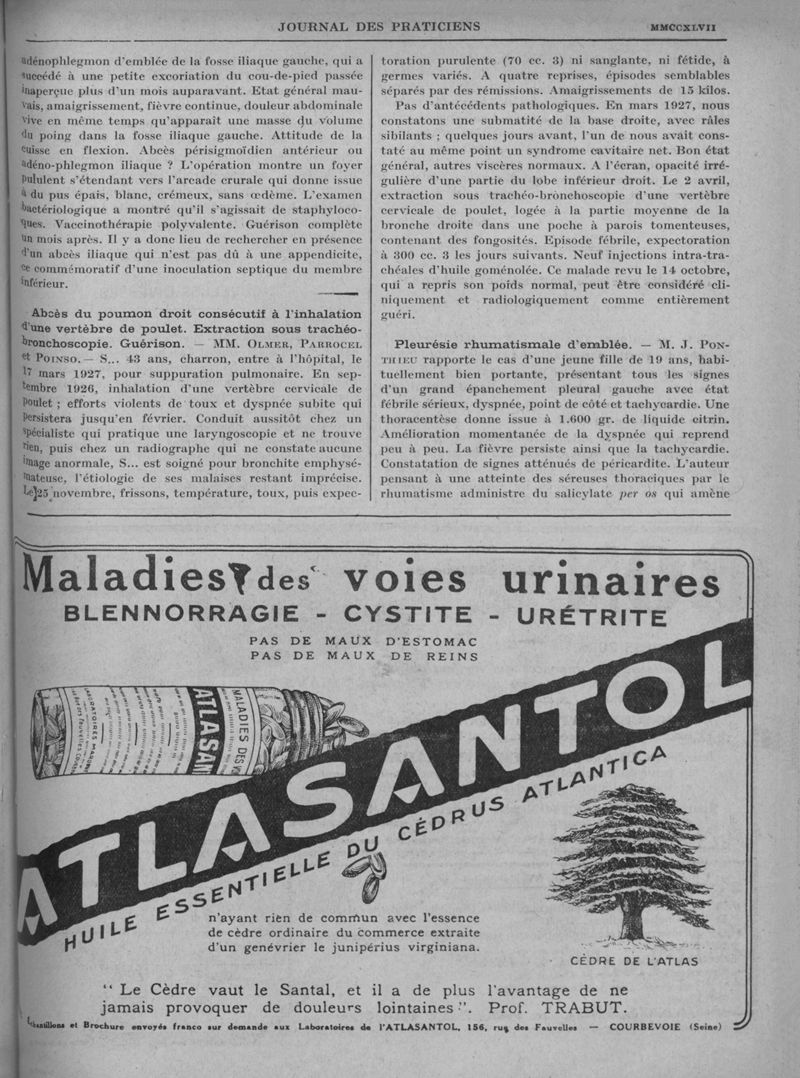 JOURNAL DES PRATICIENS
MMCCXLVII
adénophlegmon d'emblée de la fosse iliaque gauche, qui a
succédé à une petite excoriation du cou-de-pied passée
inaperçue plus d'un mois auparavant. Etat général mau-
vais, amaigrissement, fièvre continue, douleur abdominale
vive en même temps qu'apparaît une masse du volume
du poing dans la fosse iliaque gauche. Attitude de la
cuisse en flexion. Abcès périsigmoïdien antérieur ou
adéno-phlegmon iliaque ? L'opération montre un foyer
pululent s'étendant vers l'arcade crurale qui donne issue
à du pus épais, blanc, crémeux, sans œdème. L'examen
bactériologique a montré qu'il s'agissait de staphyloco-
ques. Vaccinothérapie polyvalente. Guérison complète
un mois après. Il y a donc lieu de rechercher en présence
d'un abcès iliaque qui n'est pas dû à une appendicite,
ce commémoratif d'une inoculation septique du membre
inférieur.
Abcès du poumon droit consécutif à l'inhalation
d'une vertèbre de poulet. Extraction sous trachéo-
bronchoscopie. Guérison. — MM. OLMER, PARROCEL
et POINSO. — S... 43 ans, charron, entre à l'hôpital, le
17 mars 1927, pour suppuration pulmonaire. En sep-
tembre 1926, inhalation d'une vertèbre cervicale de
poulet ; efforts violents de toux et dyspnée subite qui
persistera jusqu'en février. Conduit aussitôt chez un
spécialiste qui pratique une laryngoscopie et ne trouve
rien, puis chez un radiographe qui ne constate aucune
image anormale, S... est soigné pour bronchite emphysé-
mateuse, l'étiologie de ses malaises restant imprécise.
Le 25 novembre, frissons, température, toux, puis expec-
toration purulente (70 cc. 3) ni sanglante, ni fétide, à
germes variés. A quatre reprises, épisodes semblables
séparés par des rémissions. Amaigrissements de 15 kilos.
Pas d'antécédents pathologiques. En mars 1927, nous
constatons une submatité de la base droite, avec râles
sibilants ; quelques jours avant, l'un de nous avait cons-
taté au même point un syndrome cavitaire net. Bon état
général, autres viscères normaux. A l'écran, opacité irré-
gulière d'une partie du lobe inférieur droit. Le 2 avril,
extraction sous trachéo-bronchoscopie d'une vertèbre
cervicale de poulet, logée à la partie moyenne de la
bronche droite dans une poche à parois tomenteuses,
contenant des fongosités. Episode fébrile, expectoration
à 300 cc. 3 les jours suivants. Neuf injections intra-tra-
chéales d'huile goménolée. Ce malade revu le 14 octobre,
qui a repris son poids normal, peut être considéré cli-
niquement et radiologiquement comme entièrement
guéri.
Pleurésie rhumatismale d'emblée. — M. J. PON-
THIEU rapporte le cas d'une jeune fille de 19 ans, habi-
tuellement bien portante, présentant tous les signes
d'un grand épanchement pleural gauche avec état
fébrile sérieux, dyspnée, point de côté et tachycardie. Une
thoracentèse donne issue à 1.600 gr. de liquide citrin.
Amélioration momentanée de la dyspnée qui reprend
peu à peu. La fièvre persiste ainsi que la tachycardie.
Constatation de signes atténués de péricardite. L'auteur
pensant à une atteinte des séreuses thoraciques par le
rhumatisme administre du salicylate per os qui amène
Maladies des voies urinaires
BLENNORRAGIE - CYSTITE - URÉTRITE
PAS DE MAUX D'ESTOMAC
PAS DE MAUX DE REINS
MALADIES DES V
ATLASAN
ATLASANTOL
HUILE ESSENTIELLE DU CÉDRUS ATLANTICA
n'ayant rien de commun avec l'essence
de cèdre ordinaire du commerce extraite
d'un genévrier le junipérius virginiana.
CÈDRE DE L'ATLAS
“ Le Cèdre vaut le Santal, et il a de plus l'avantage de ne
jamais provoquer de douleurs lointaines ”. Prof. TRABUT.
Échantillons et Brochure envoyés franco sur demande aux Laboratoires de l'ATLASANTOL, 156, rue des Fauvelles — COURBEVOIE (Seine)